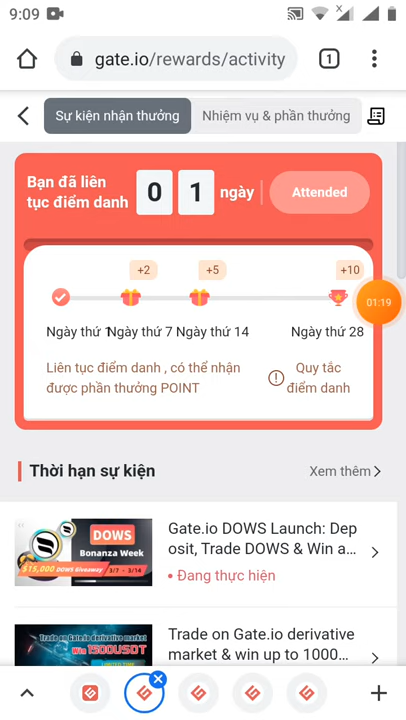 9:09
gate.io/rewards/activity
1
Sự kiện nhận thưởng
Nhiệm vụ & phần thưởng
Bạn đã liên
tục điểm danh
0 1 ngày
Attended
+2
+5
+10
01:19
Ngày thứ 1
Ngày thứ 7
Ngày thứ 14
Ngày thứ 28
Liên tục điểm danh , có thể nhận
được phần thưởng POINT
Quy tắc
điểm danh
Thời hạn sự kiện
Xem thêm
DOWS
Bonanza Week
$15,000 DOWS Giveaway
3/7 - 3/14
Gate.io DOWS Launch: Dep
osit, Trade DOWS & Win a...
• Đang thực hiện
Trade on Gate.io derivative market
Win 1500USDT
LIMITED TIME
Trade on Gate.io derivative
market & win up to 1000...